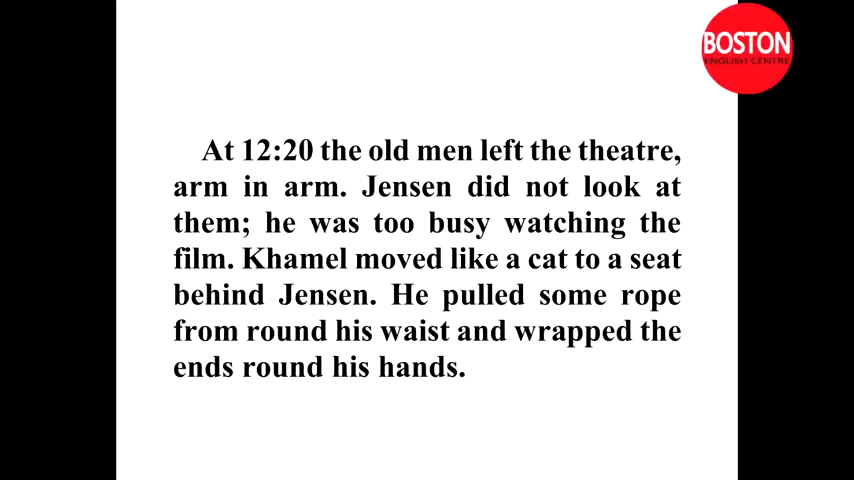 BOSTON
ENGLISH CENTRE
At 12:20 the old men left the theatre,
arm in arm. Jensen did not look at
them; he was too busy watching the
film. Khamel moved like a cat to a seat
behind Jensen. He pulled some rope
from round his waist and wrapped the
ends round his hands.